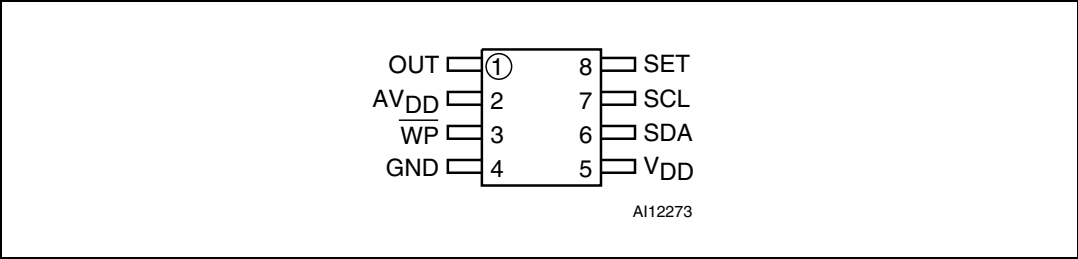 OUT 1 8 SET
AVDD 2 7 SCL
WP 3 6 SDA
GND 4 5 VDD
AI12273